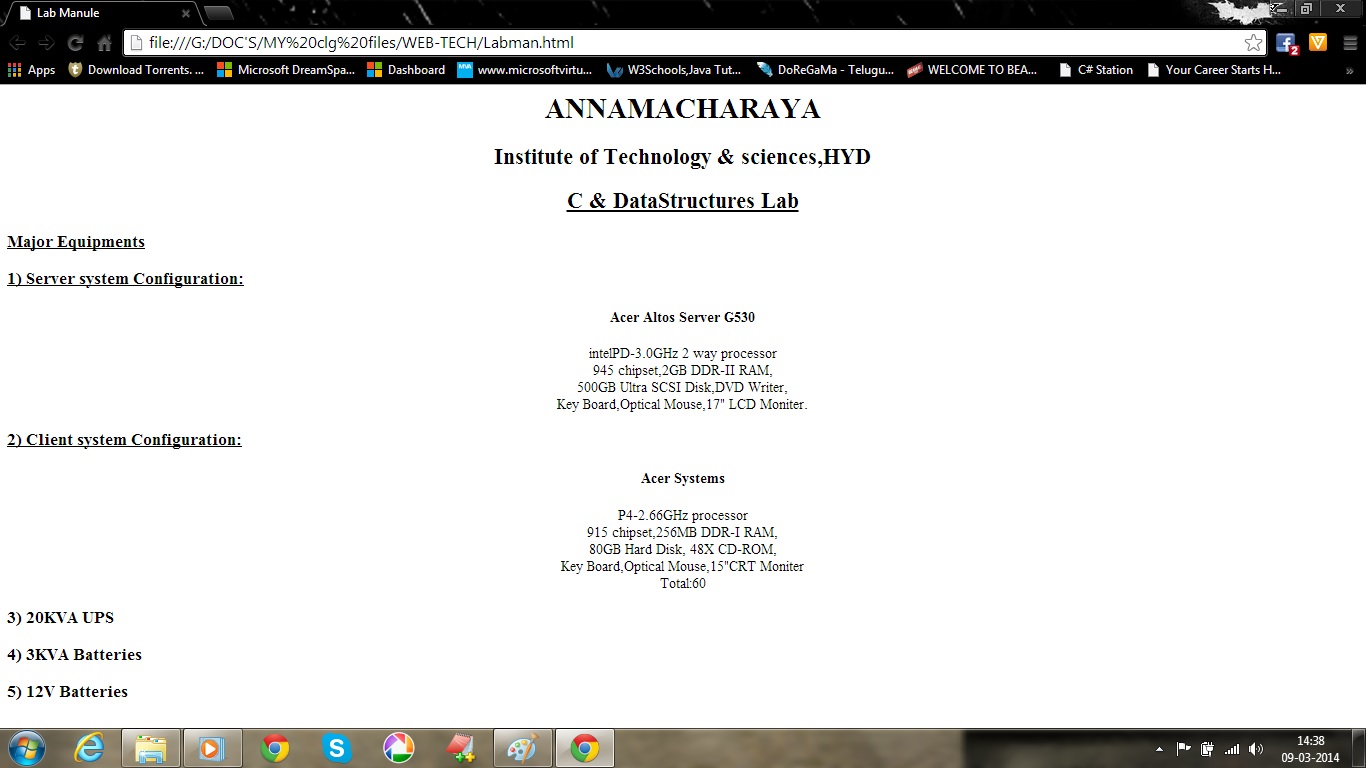 Lab Manule
file:///G:/DOC'S/MY%20clg%20files/WEB-TECH/Labman.html
2
Apps
Download Torrents. ...
Microsoft DreamSpa...
Dashboard
MVA
www.microsoftvirtu...
W3Schools,Java Tut...
DoReGaMa - Telugu...
WELCOME TO BEA...
C# Station
Your Career Starts H...
»
ANNAMACHARAYA
Institute of Technology & sciences,HYD
C & DataStructures Lab
Major Equipments
1) Server system Configuration:
Acer Altos Server G530
intelPD-3.0GHz 2 way processor
945 chipset,2GB DDR-II RAM,
500GB Ultra SCSI Disk,DVD Writer,
Key Board,Optical Mouse,17" LCD Moniter.
2) Client system Configuration:
Acer Systems
P4-2.66GHz processor
915 chipset,256MB DDR-I RAM,
80GB Hard Disk, 48X CD-ROM,
Key Board,Optical Mouse,15"CRT Moniter
Total:60
3) 20KVA UPS
4) 3KVA Batteries
5) 12V Batteries
14:38
09-03-2014